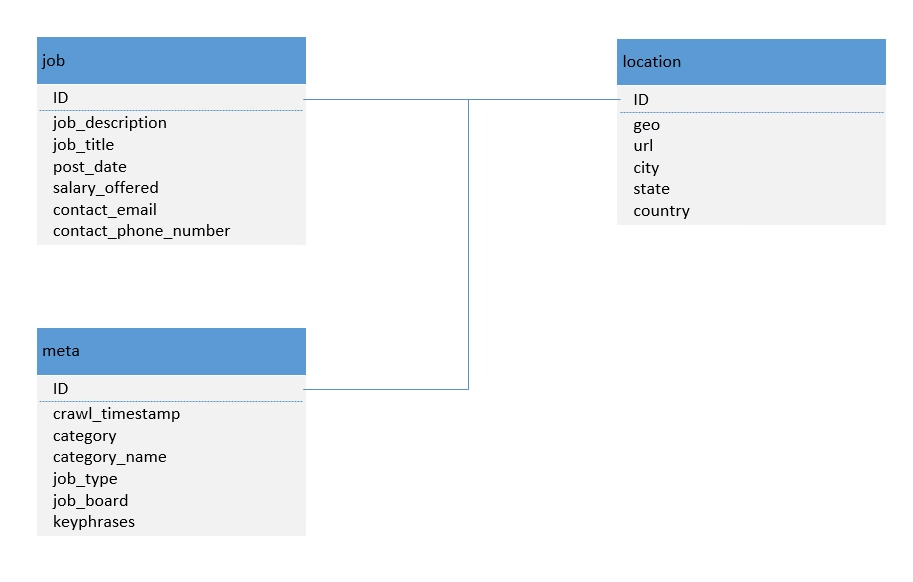 job
ID
job_description
job_title
post_date
salary_offered
contact_email
contact_phone_number
location
ID
geo
url
city
state
country
meta
ID
crawl_timestamp
category
category_name
job_type
job_board
keyphrases